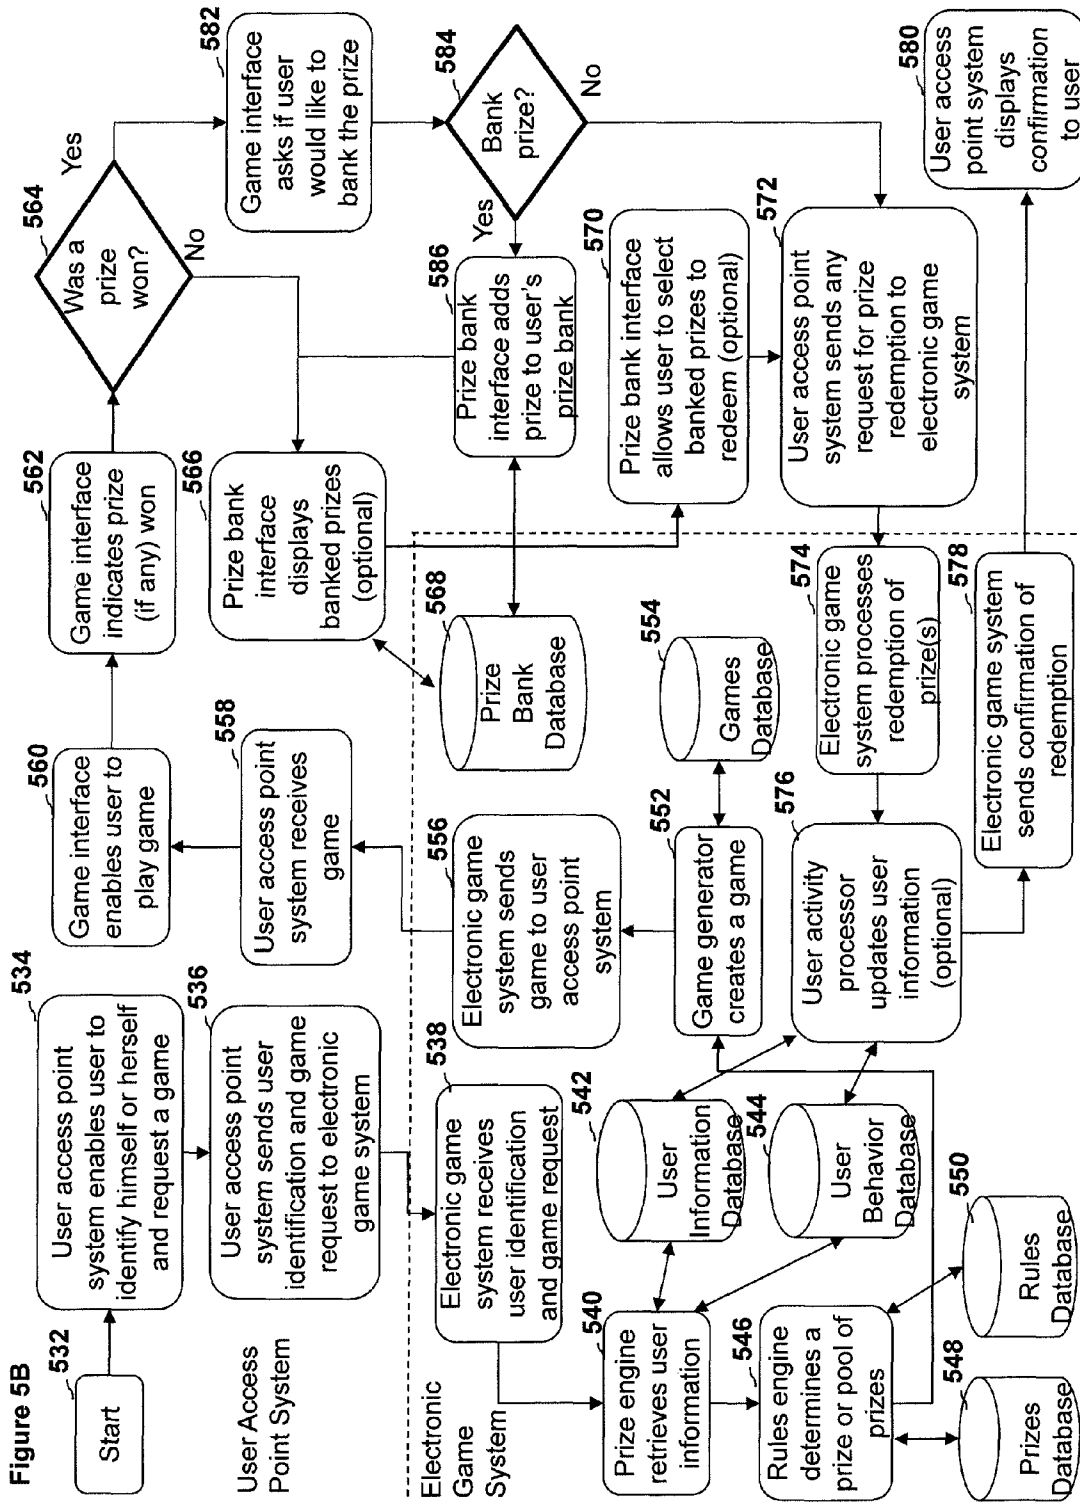 Figure 5B
532
Start
534
User access point
system enables user to
identify himself or herself
and request a game
536
User access point
system sends user
identification and game
request to electronic
game system
User Access
Point System
560
Game interface
enables user to
play game
558
User access point
system receives
game
562
Game interface
indicates prize
(if any) won
564
Was a
prize
won?
Yes
No
566
Prize bank
interface
displays
banked prizes
(optional)
582
Game interface
asks if user
would like to
bank the prize
584
Bank
prize?
Yes
No
586
Prize bank
interface adds
prize to user's
prize bank
568
Prize
Bank
Database
570
Prize bank interface
allows user to select
banked prizes to
redeem (optional)
572
User access point
system sends any
request for prize
redemption to
electronic game
system
580
User access
point system
displays
confirmation
to user
Electronic
Game
System
538
Electronic game
system receives
user identification
and game request
540
Prize engine
retrieves user
information
542
User
Information
Database
544
User
Behavior
Database
546
Rules engine
determines a
prize or pool of
prizes
548
Prizes
Database
550
Rules
Database
552
Game generator
creates a game
554
Games
Database
556
Electronic game
system sends
game to user
access point
system
574
Electronic game
system processes
redemption of
prize(s)
576
User activity
processor
updates user
information
(optional)
578
Electronic game system
sends confirmation of
redemption